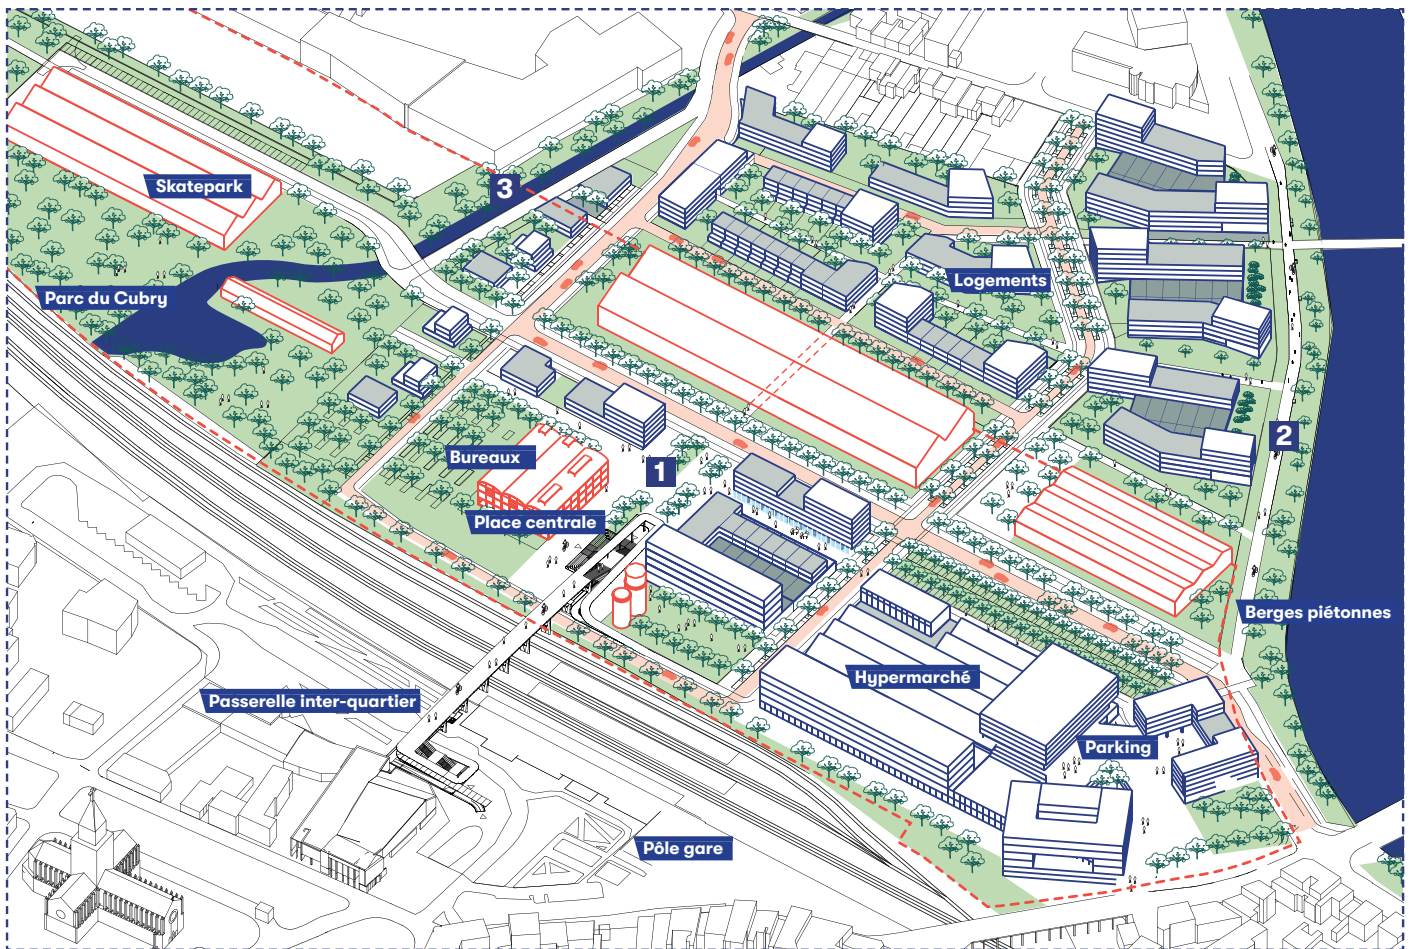 Skatepark
3
Parc du Cubry
Logements
2
Bureaux
1
Place centrale
Berges piétonnes
Hypermarché
Passerelle inter-quartier
Parking
Pôle gare